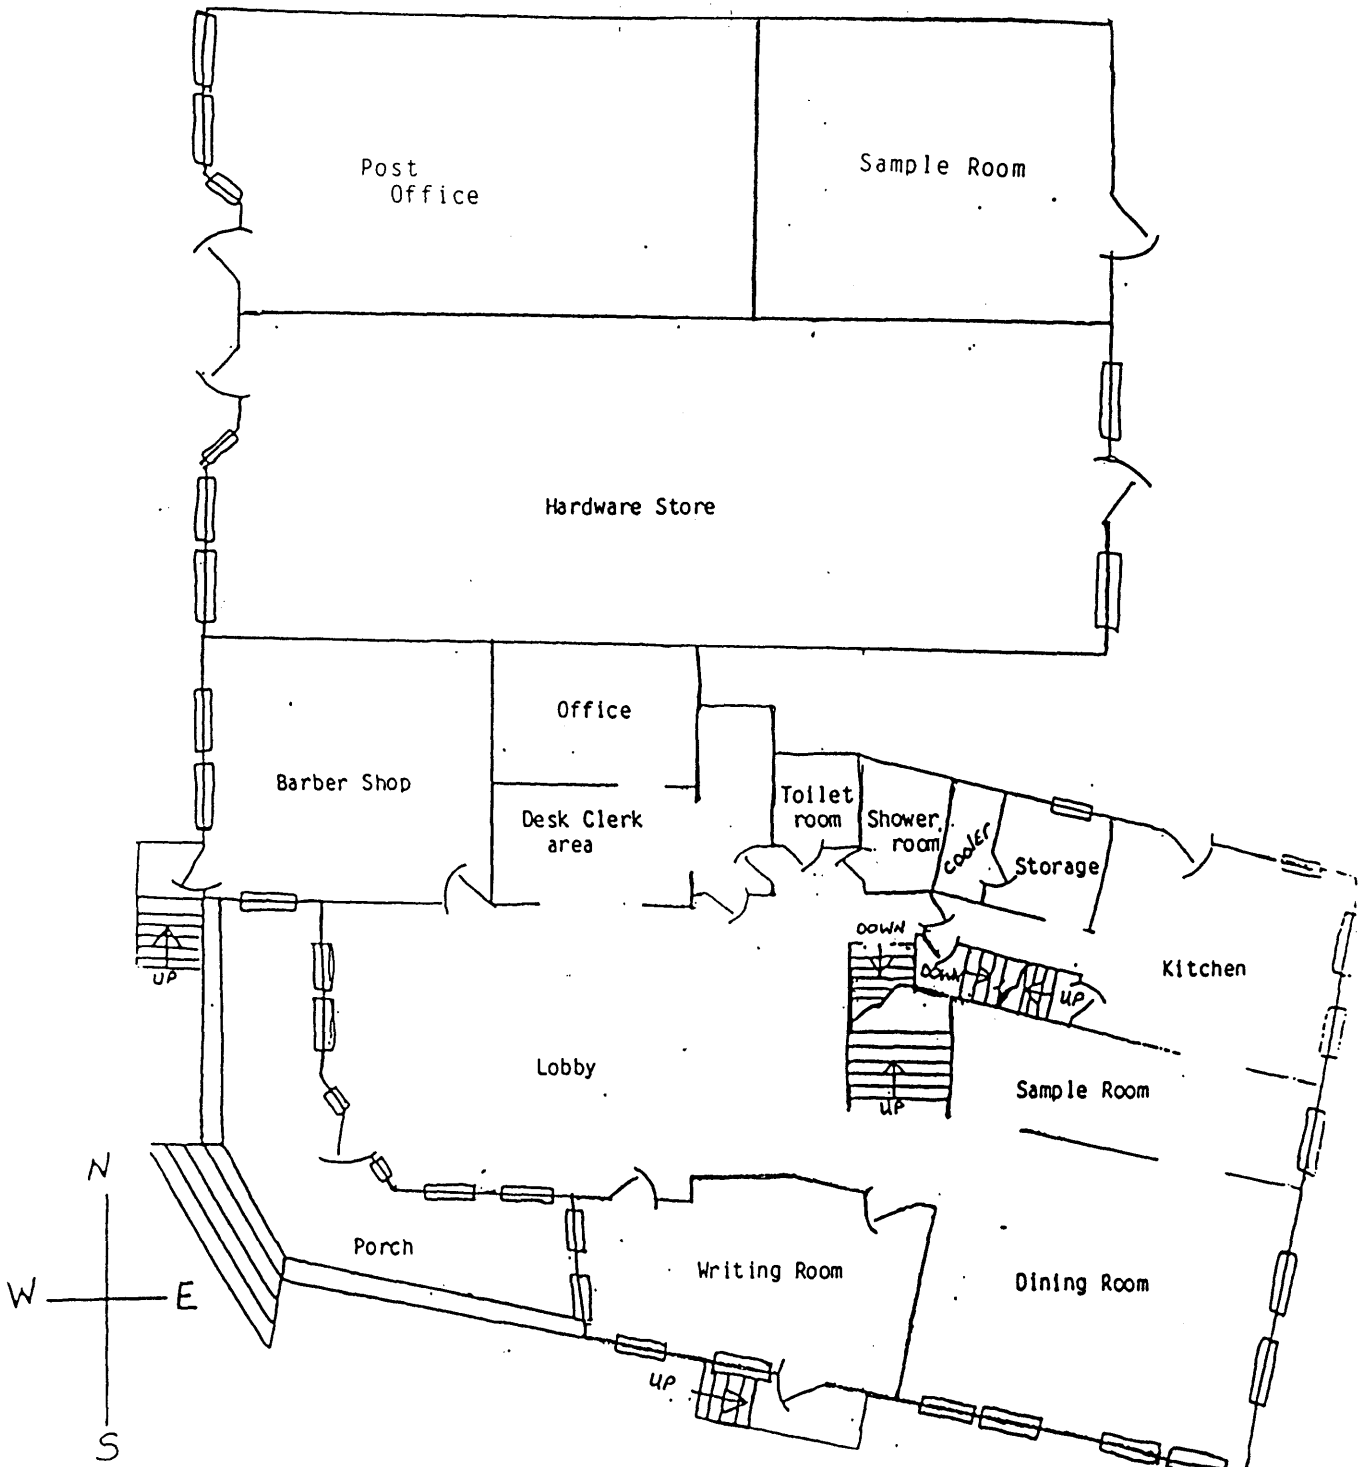 Post
Office
Sample Room
Hardware Store
Office
Barber Shop
Desk Clerk
area
Toilet
room
Shower
room
COOLER
Storage
DOWN
DOWN
UP
Kitchen
UP
Lobby
Sample Room
UP
N
W
E
S
Porch
Writing Room
Dining Room
UP